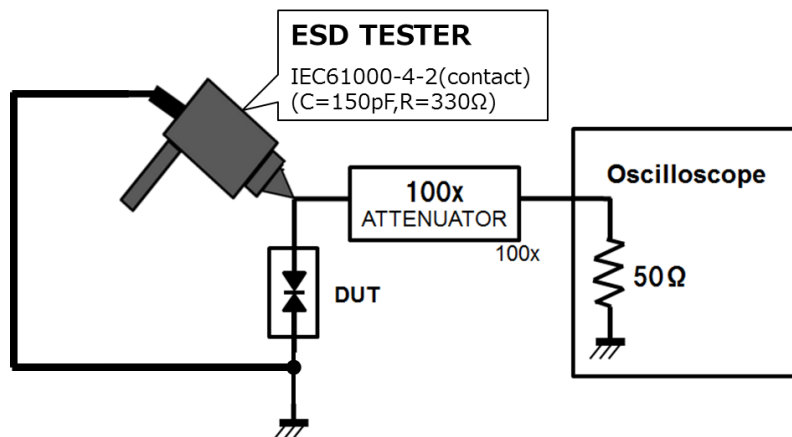 ESD TESTER
IEC61000-4-2(contact)
(C=150pF,R=330Ω)
100x
ATTENUATOR
100x
Oscilloscope
50Ω
DUT